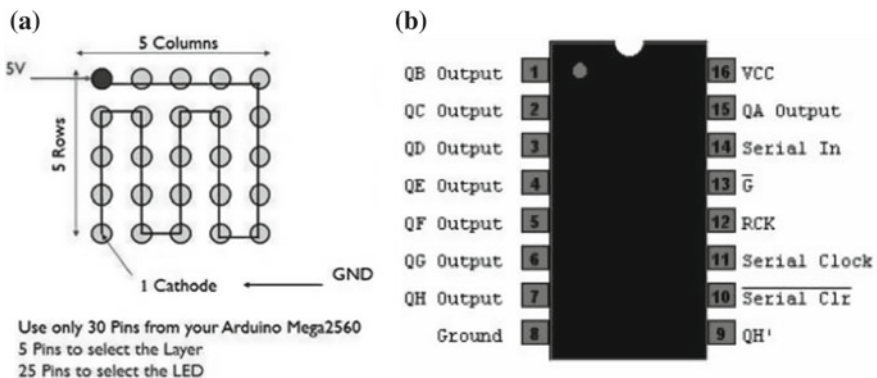 (a)
5 Columns
5V
5 Rows
1 Cathode
GND
Use only 30 Pins from your Arduino Mega2560
5 Pins to select the Layer
25 Pins to select the LED
(b)
QB Output 1 16 VCC
QC Output 2 15 QA Output
QD Output 3 14 Serial In
QE Output 4 13 G̅
QF Output 5 12 RCK
QG Output 6 11 Serial Clock
QH Output 7 10 Serial Clr
Ground 8 9 QH'